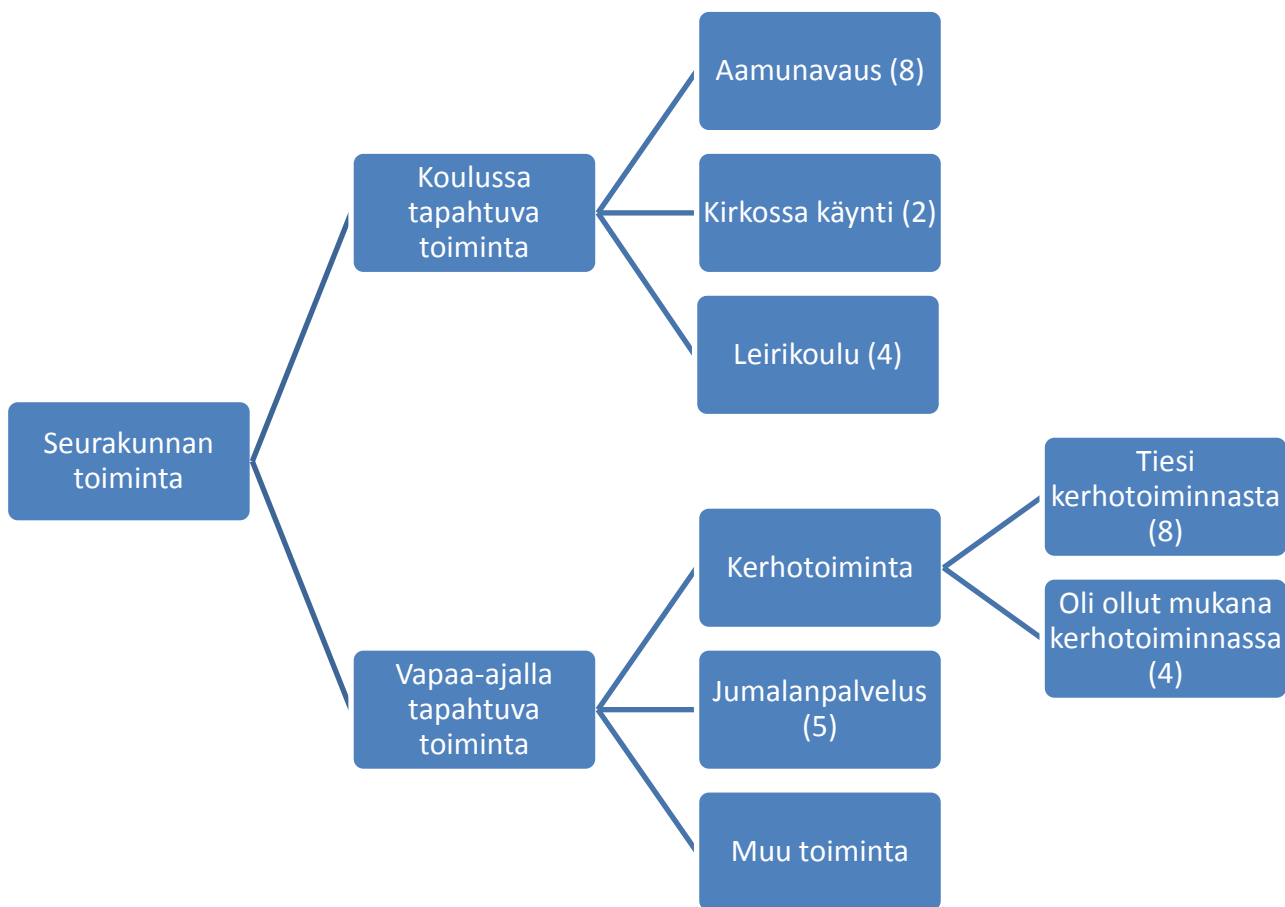 Aamunavaus (8)
Koulussa
tapahtuva
toiminta
Kirkossa käynti (2)
Leirikoulu (4)
Seurakunnan
toiminta
Tiesi
kerhotoiminnasta
(8)
Kerhotoiminta
Oli ollut mukana
kerhotoiminnassa
(4)
Vapaa-ajalla
tapahtuva
toiminta
Jumalanpalvelus
(5)
Muu toiminta